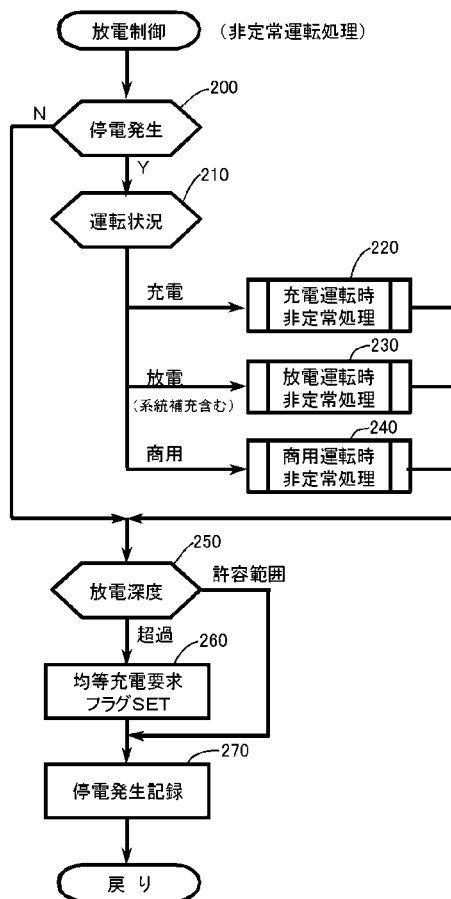 放電制御
(非定常運転処理)
200
停電発生
N
Y
210
運転状況
220
充電
充電運転時
非定常処理
230
放電
(系統補充含む)
放電運転時
非定常処理
240
商用
商用運転時
非定常処理
250
放電深度
許容範囲
超過
260
均等充電要求
フラグSET
270
停電発生記録
戻り